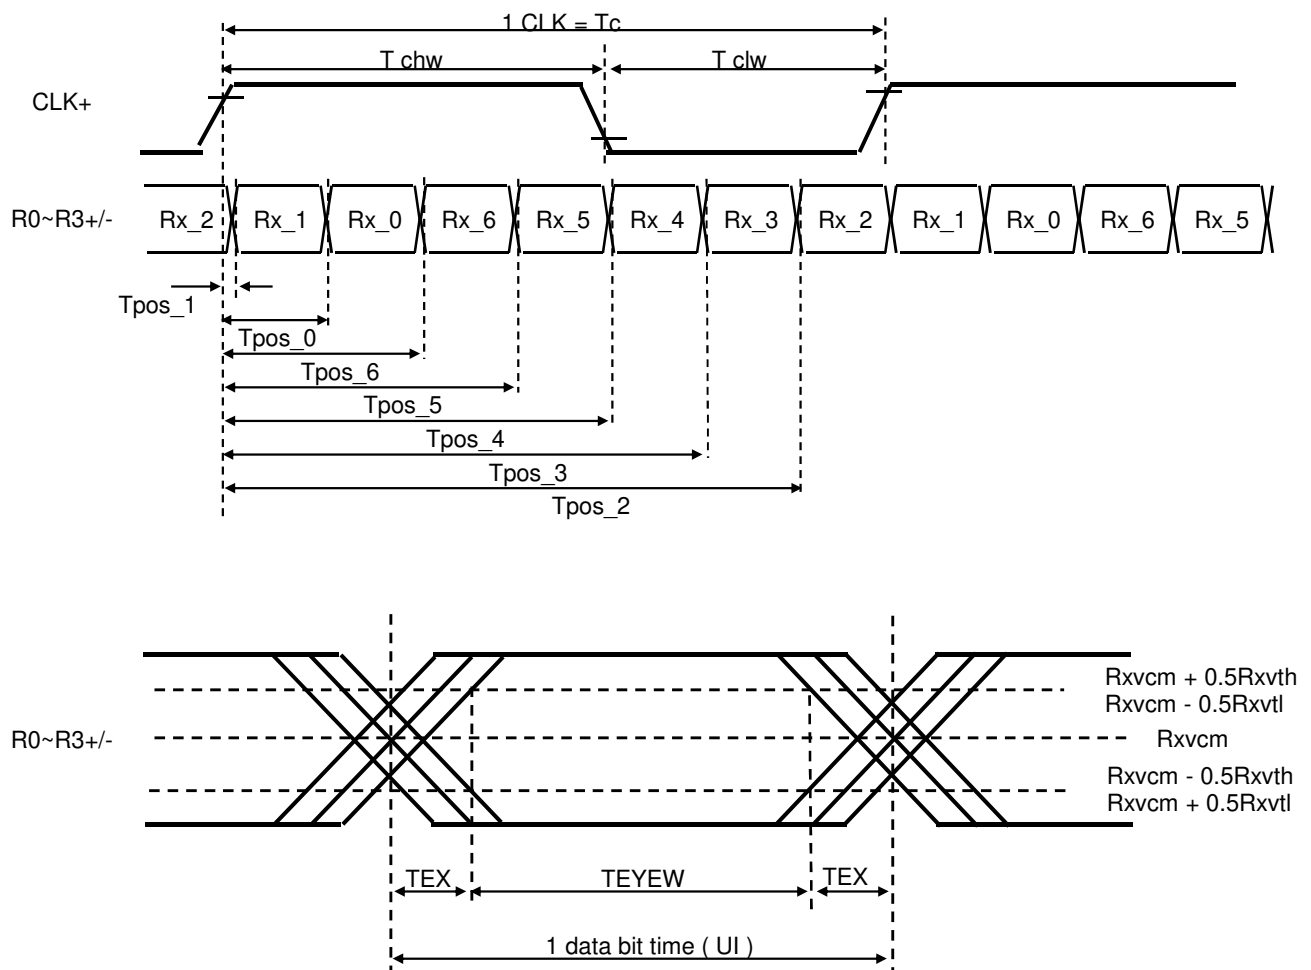 1 CLK = Tc
T chw
T clw
CLK+
R0~R3+/-
Rx_2
Rx_1
Rx_0
Rx_6
Rx_5
Rx_4
Rx_3
Rx_2
Rx_1
Rx_0
Rx_6
Rx_5
Tpos_1
Tpos_0
Tpos_6
Tpos_5
Tpos_4
Tpos_3
Tpos_2
Rxvcm + 0.5Rxvth
Rxvcm - 0.5Rxvtl
R0~R3+/-
Rxvcm
Rxvcm - 0.5Rxvth
Rxvcm + 0.5Rxvtl
TEX
TEYEW
TEX
1 data bit time ( UI )